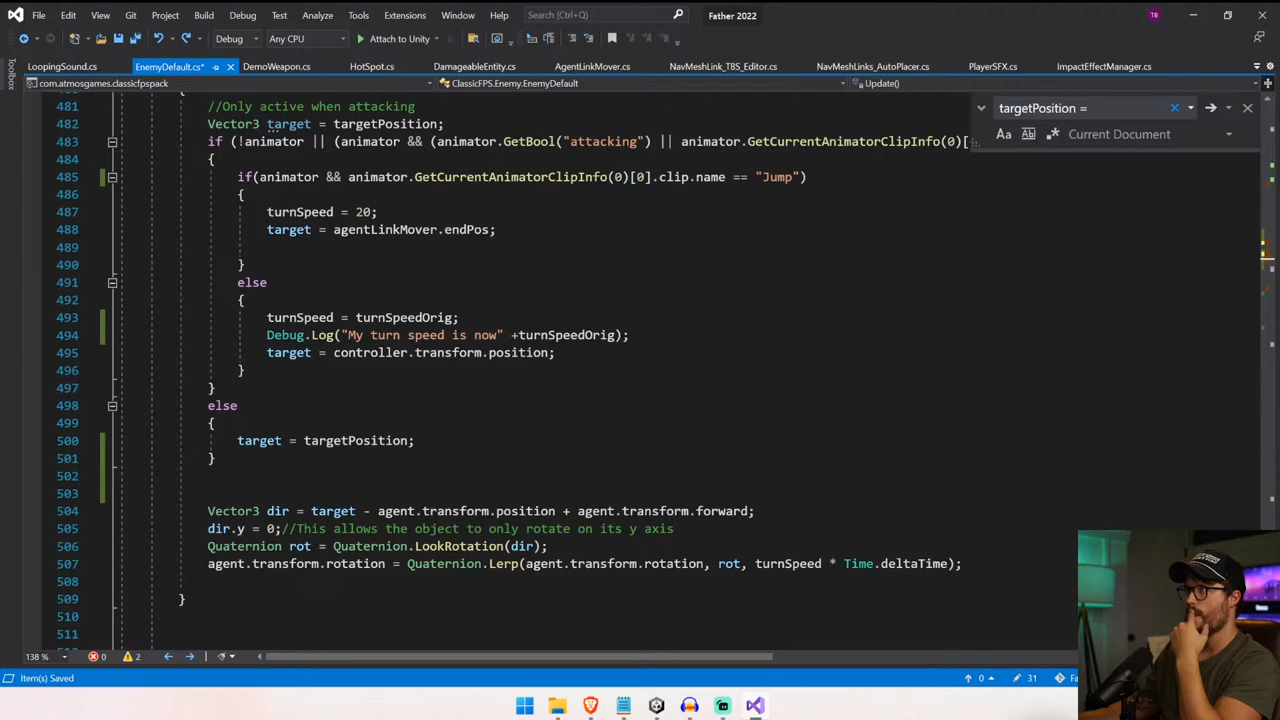 File Edit View Git Project Build Debug Test Analyze Tools Extensions Window Help Search (Ctrl+Q) Father 2022 TB
Debug Any CPU Attach to Unity
LoopingSound.cs EnemyDefault.cs* DemoWeapon.cs HotSpot.cs DamageableEntity.cs AgentLinkMover.cs NavMeshLink_TBS_Editor.cs NavMeshLinks_AutoPlacer.cs PlayerSFX.cs ImpactEffectManager.cs
Toolbox
com.atmosgames.classicfpspack ClassicFPS.Enemy.EnemyDefault Update()
targetPosition =
Aa Current Document
481 //Only active when attacking
482 Vector3 target = targetPosition;
483 if (!animator || (animator && (animator.GetBool("attacking") || animator.GetCurrentAnimatorClipInfo(0)[
484 {
485 if(animator && animator.GetCurrentAnimatorClipInfo(0)[0].clip.name == "Jump")
486 {
487 turnSpeed = 20;
488 target = agentLinkMover.endPos;
489
490 }
491 else
492 {
493 turnSpeed = turnSpeedOrig;
494 Debug.Log("My turn speed is now" +turnSpeedOrig);
495 target = controller.transform.position;
496 }
497 }
498 else
499 {
500 target = targetPosition;
501 }
502
503
504 Vector3 dir = target - agent.transform.position + agent.transform.forward;
505 dir.y = 0;//This allows the object to only rotate on its y axis
506 Quaternion rot = Quaternion.LookRotation(dir);
507 agent.transform.rotation = Quaternion.Lerp(agent.transform.rotation, rot, turnSpeed * Time.deltaTime);
508
509 }
510
511
138 % 0 2
Item(s) Saved 0 31 Fa